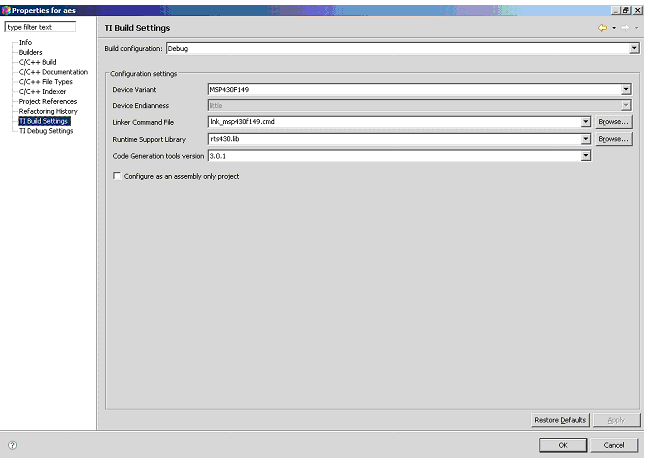 Properties for aes
type filter text
TI Build Settings
Info
Builders
C/C++ Build
C/C++ Documentation
C/C++ File Types
C/C++ Indexer
Project References
Refactoring History
TI Build Settings
TI Debug Settings
Build configuration: Debug
Configuration settings
Device Variant MSP430F149
Device Endianness little
Linker Command File lnk_msp430f149.cmd Browse...
Runtime Support Library rts430.lib Browse...
Code Generation tools version 3.0.1
Configure as an assembly only project
Restore Defaults Apply
? OK Cancel